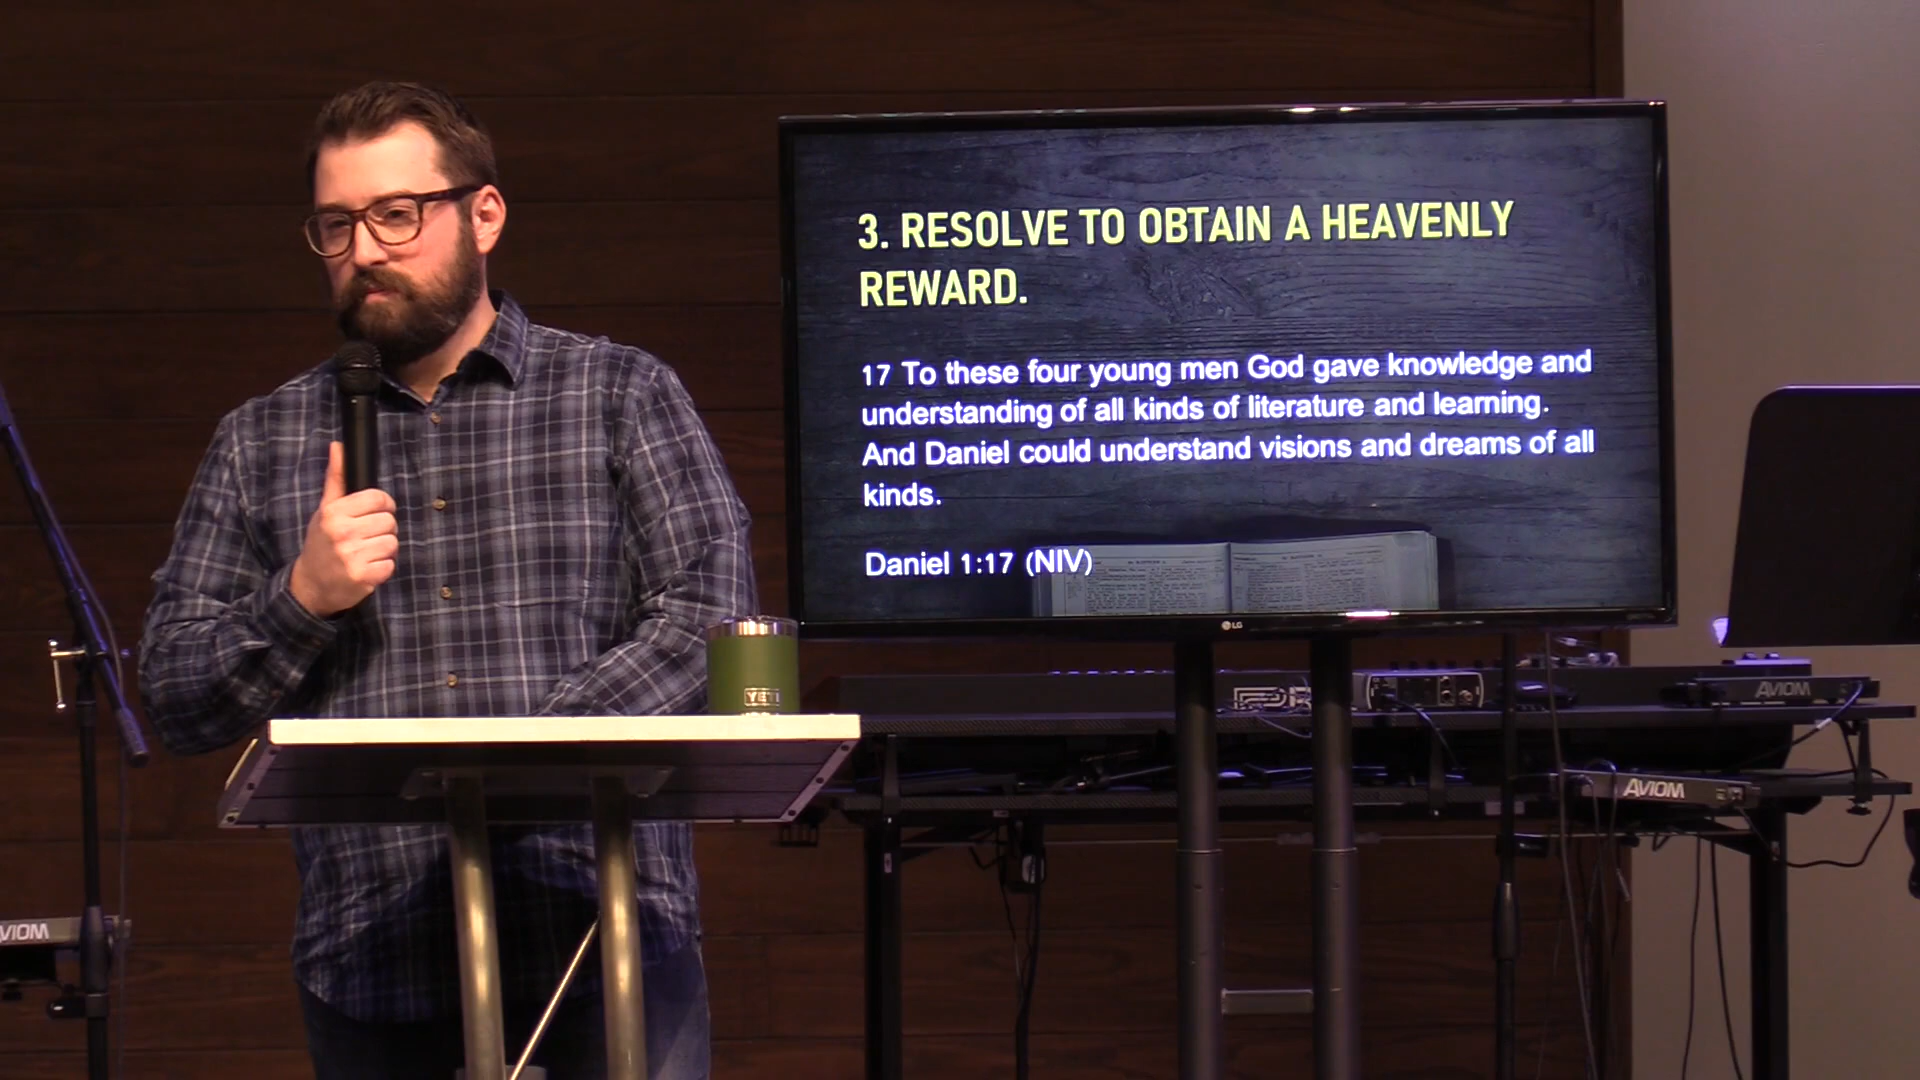 3. RESOLVE TO OBTAIN A HEAVENLY
REWARD.
17 To these four young men God gave knowledge and
understanding of all kinds of literature and learning.
And Daniel could understand visions and dreams of all
kinds.
Daniel 1:17 (NIV)
LG
YETI
AVIOM
AVIOM
VIOM